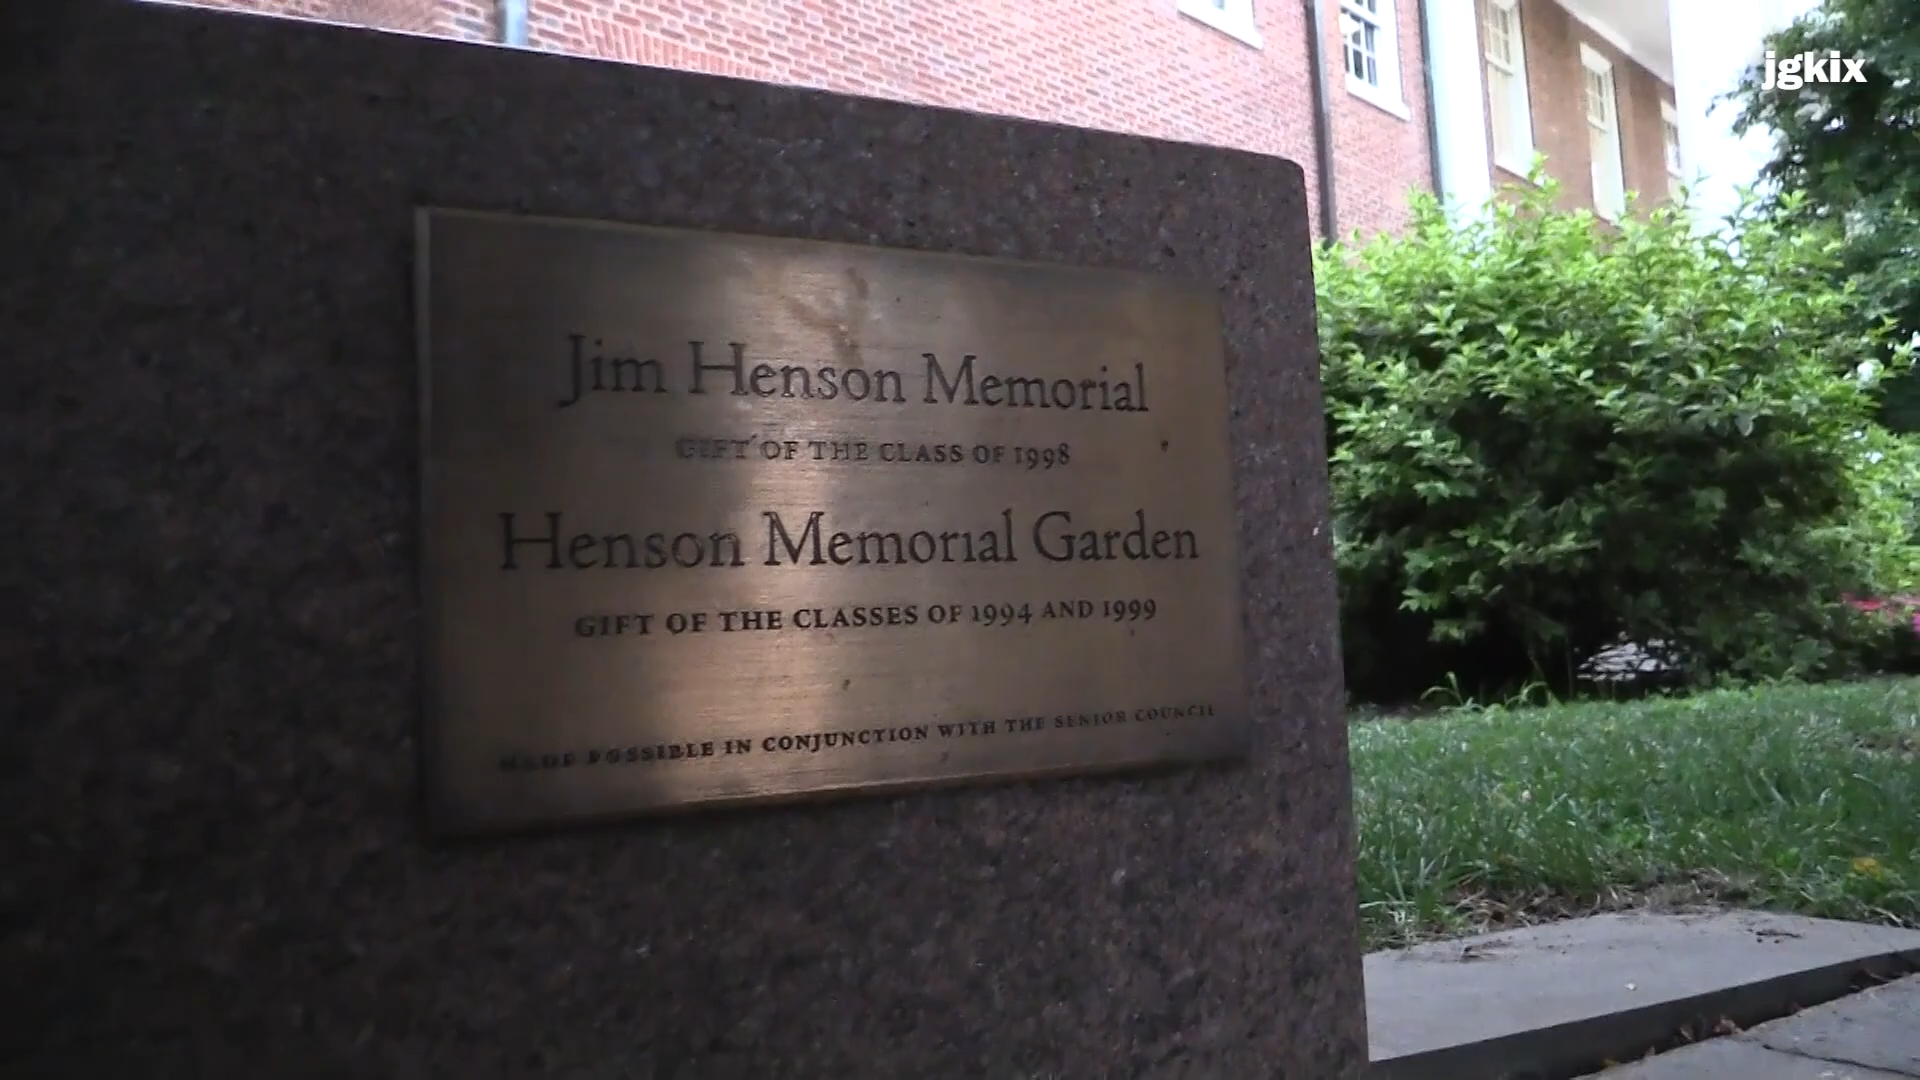 jgkix
Jim Henson Memorial
GIFT OF THE CLASS OF 1998
Henson Memorial Garden
GIFT OF THE CLASSES OF 1994 AND 1999
MADE POSSIBLE IN CONJUNCTION WITH THE SENIOR COUNCIL